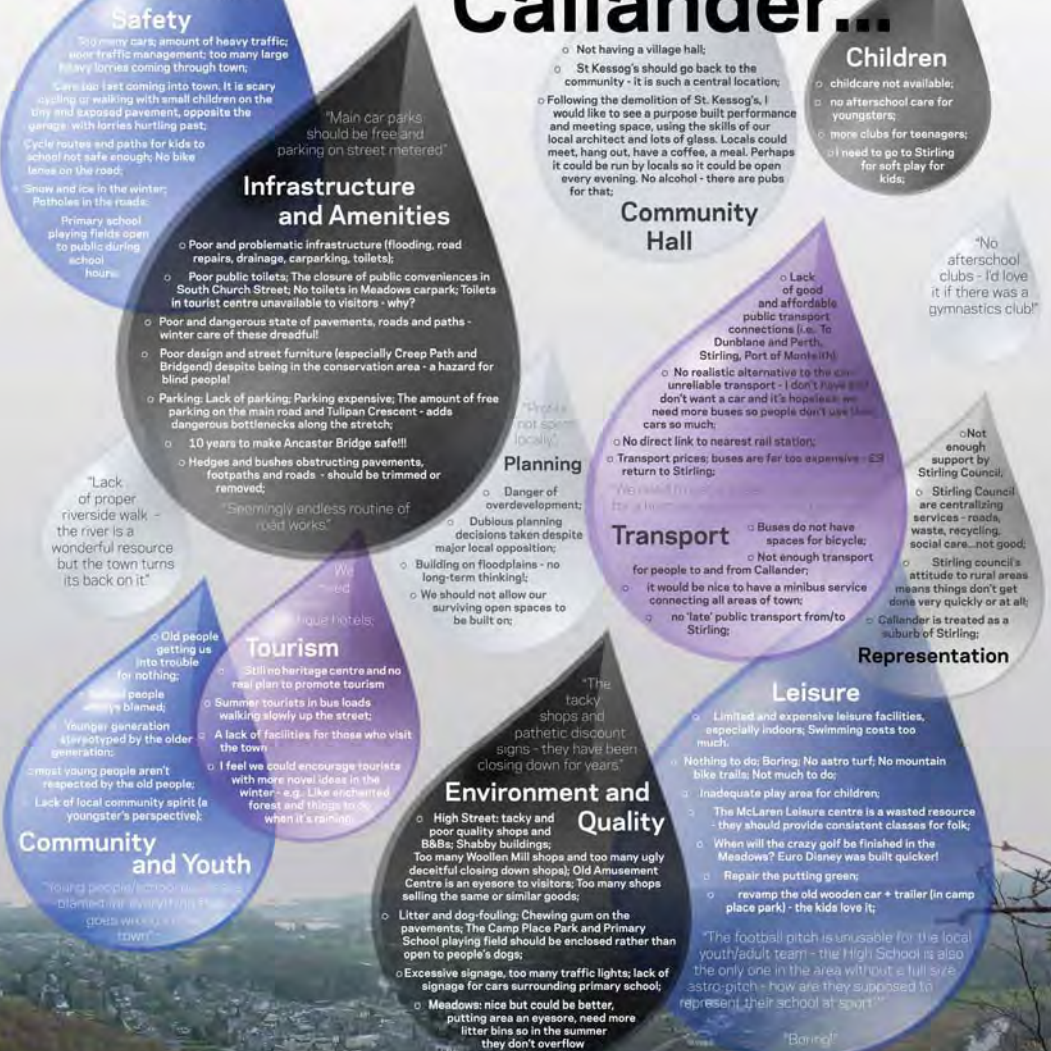 Callander...
Safety
Too many cars; amount of heavy traffic;
poor traffic management; too many large
heavy lorries coming through town;
Cars too fast coming into town. It is scary
cycling or walking with small children on the
tiny and exposed pavement, opposite the
garage, with lorries hurtling past;
Cycle routes end paths for kids to
school not safe enough; No bike
lanes on the road;
Snow and ice in the winter;
Potholes in the roads;
Primary school
playing fields open
to public during
school
hours;
"Main car parks
should be free and
parking on street metered"
Infrastructure
and Amenities
o Poor and problematic infrastructure (flooding, road
repairs, drainage, carparking, toilets);
o Poor public toilets; The closure of public conveniences in
South Church Street; No toilets in Meadows carpark; Toilets
in tourist centre unavailable to visitors - why?
o Poor and dangerous state of pavements, roads and paths -
winter care of these dreadful!
o Poor design and street furniture (especially Creep Path and
Bridgend) despite being in the conservation area - a hazard for
blind people!
o Parking: Lack of parking; Parking expensive; The amount of free
parking on the main road and Tulipan Crescent - adds
dangerous bottlenecks along the stretch;
o 10 years to make Ancaster Bridge safe!!!
o Hedges and bushes obstructing pavements,
footpaths and roads - should be trimmed or
removed;
"Seemingly endless routine of
road works."
o Not having a village hall;
o St Kessog's should go back to the
community - it is such a central location;
o Following the demolition of St. Kessog's, I
would like to see a purpose built performance
and meeting space, using the skills of our
local architect and lots of glass. Locals could
meet, hang out, have a coffee, a meal. Perhaps
it could be run by locals so it could be open
every evening. No alcohol - there are pubs
for that;
Community
Hall
Children
o childcare not available;
o no afterschool care for
youngsters;
o more clubs for teenagers;
o I need to go to Stirling
for soft play for
kids;
"No
afterschool
clubs - I'd love
it if there was a
gymnastics club!"
o Lack
of good
and affordable
public transport
connections (i.e. To
Dunblane and Perth,
Stirling, Port of Monteith)
o No realistic alternative to the
unreliable transport - I don't have
don't want a car and it's hopeless; we
need more buses so people don't use their
cars so much;
o No direct link to nearest rail station;
o Transport prices; buses are far too expensive - £9
return to Stirling;
"We need
Transport
o Buses do not have
spaces for bicycle;
o Not enough transport
for people to and from Callander;
o it would be nice to have a minibus service
connecting all areas of town;
o no 'late' public transport from/to
Stirling;
not spent
locally"
Planning
o Danger of
overdevelopment;
o Dubious planning
decisions taken despite
major local opposition;
o Building on floodplains - no
long-term thinking!;
o We should not allow our
surviving open spaces to
be built on;
o Not
enough
support by
Stirling Council;
o Stirling Council
are centralizing
services - roads,
waste, recycling,
social care...not good;
o Stirling council's
attitude to rural areas
means things don't get
done very quickly or at all;
o Callander is treated as a
suburb of Stirling;
Representation
"Lack
of proper
riverside walk -
the river is a
wonderful resource
but the town turns
its back on it"
o Old people
getting us
into trouble
for nothing;
people
blamed;
Younger generation
stereotyped by the older
generation;
o most young people aren't
respected by the old people;
Lack of local community spirit (a
youngster's perspective);
Community
and Youth
"Young people/school
blamed for everything
goes
town"
We
need
hotels;
Tourism
o Still no heritage centre and no
real plan to promote tourism
o Summer tourists in bus loads
walking slowly up the street;
o A lack of facilities for those who visit
the town
o I feel we could encourage tourists
with more novel ideas in the
winter - e.g. Like enchanted
forest and things to do
when it's raining;
"The
tacky
shops and
pathetic discount
signs - they have been
closing down for years."
Environment and
Quality
o High Street: tacky and
poor quality shops and
B&Bs; Shabby buildings;
Too many Woollen Mill shops and too many ugly
deceitful closing down shops); Old Amusement
Centre is an eyesore to visitors; Too many shops
selling the same or similar goods;
o Litter and dog-fouling; Chewing gum on the
pavements; The Camp Place Park and Primary
School playing field should be enclosed rather than
open to people's dogs;
o Excessive signage, too many traffic lights; lack of
signage for cars surrounding primary school;
o Meadows: nice but could be better,
putting area an eyesore, need more
litter bins so in the summer
they don't overflow
Leisure
o Limited and expensive leisure facilities,
especially indoors; Swimming costs too
much.
o Nothing to do; Boring; No astro turf; No mountain
bike trails; Not much to do;
o Inadequate play area for children;
o The McLaren Leisure centre is a wasted resource
- they should provide consistent classes for folk;
o When will the crazy golf be finished in the
Meadows? Euro Disney was built quicker!
o Repair the putting green;
o revamp the old wooden car + trailer (in camp
place park) - the kids love it;
"The football pitch is unusable for the local
youth/adult team - the High School is also
the only one in the area without a full size
astro-pitch - how are they supposed to
represent their school at sport?"
"Boring!"